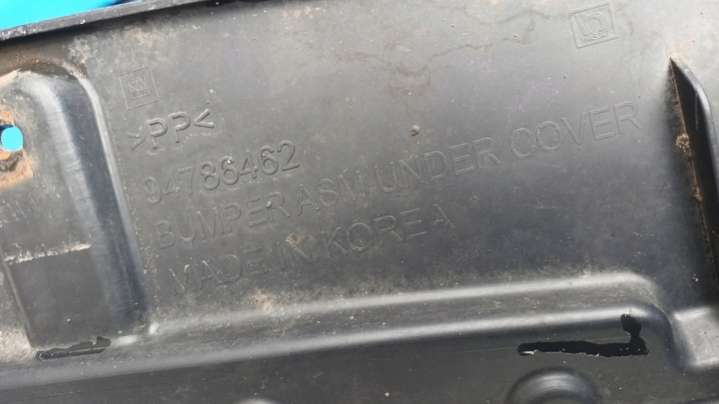 >PP<
94786462
BUMPER ASM, UNDER COVER
MADE IN KOREA